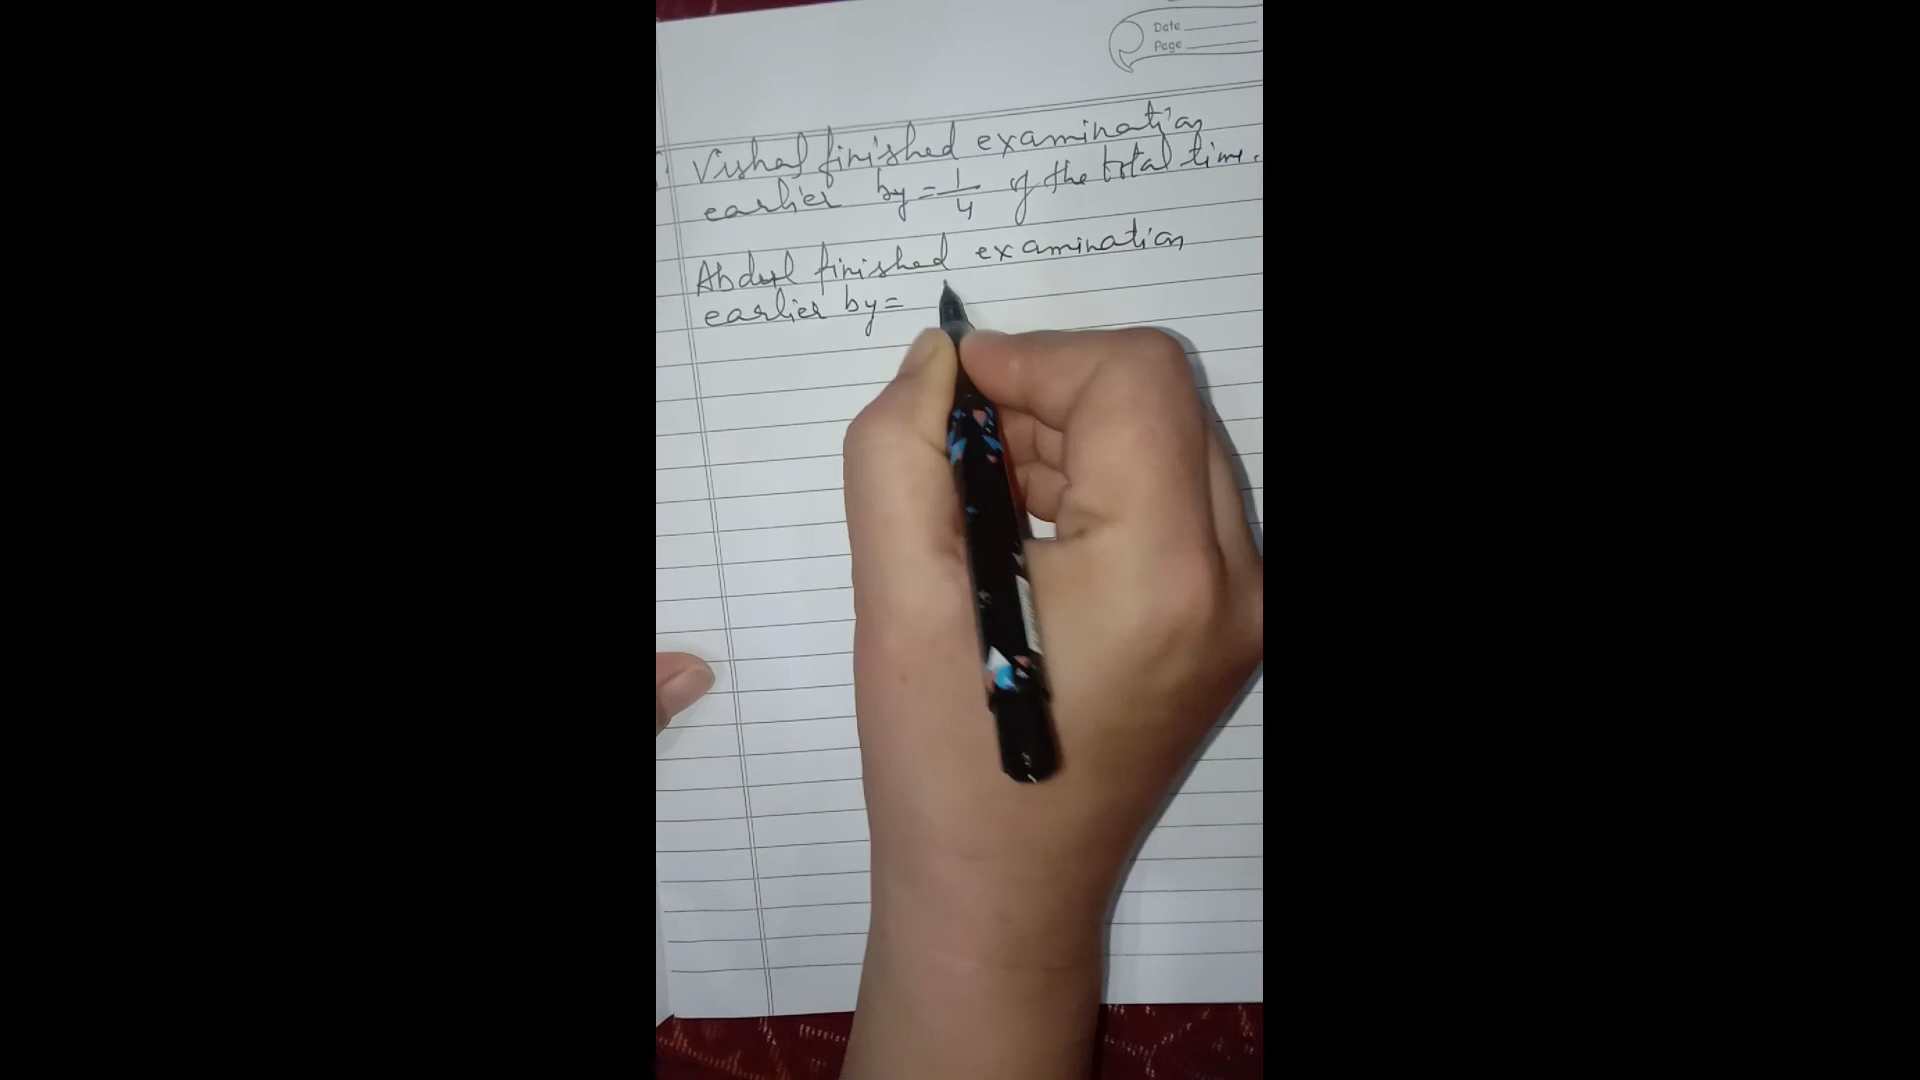 Date
Page
Vishal finished examination
earlier by = 1/4 of the total time.
Abdul finished examination
earlier by =